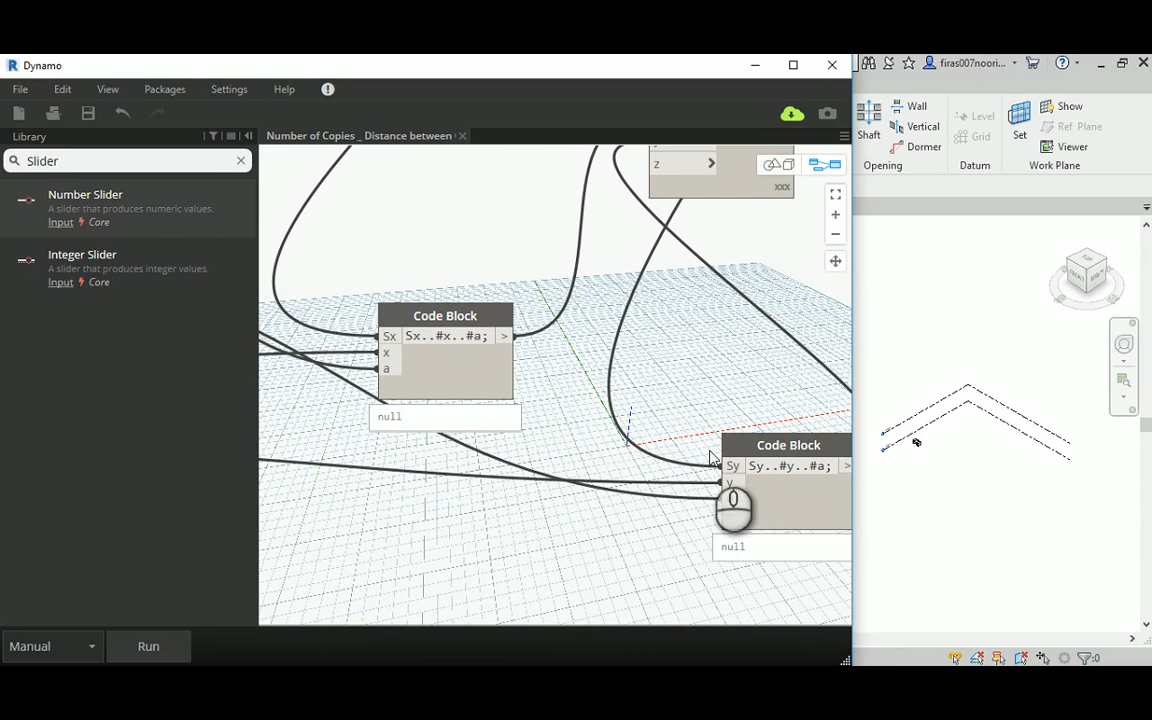 Dynamo
File Edit View Packages Settings Help
Library
Number of Copies _ Distance between
Slider
Number Slider
A slider that produces numeric values.
Input Core
Integer Slider
A slider that produces integer values.
Input Core
z
xxx
Code Block
Sx Sx..#x..#a; >
x
a
null
Code Block
Sy Sy..#y..#a; >
y
null
Manual Run
firas007noori...
Wall
Vertical
Dormer
Shaft
Opening
Level
Grid
Datum
Set
Show
Ref Plane
Viewer
Work Plane
FRONT
:0